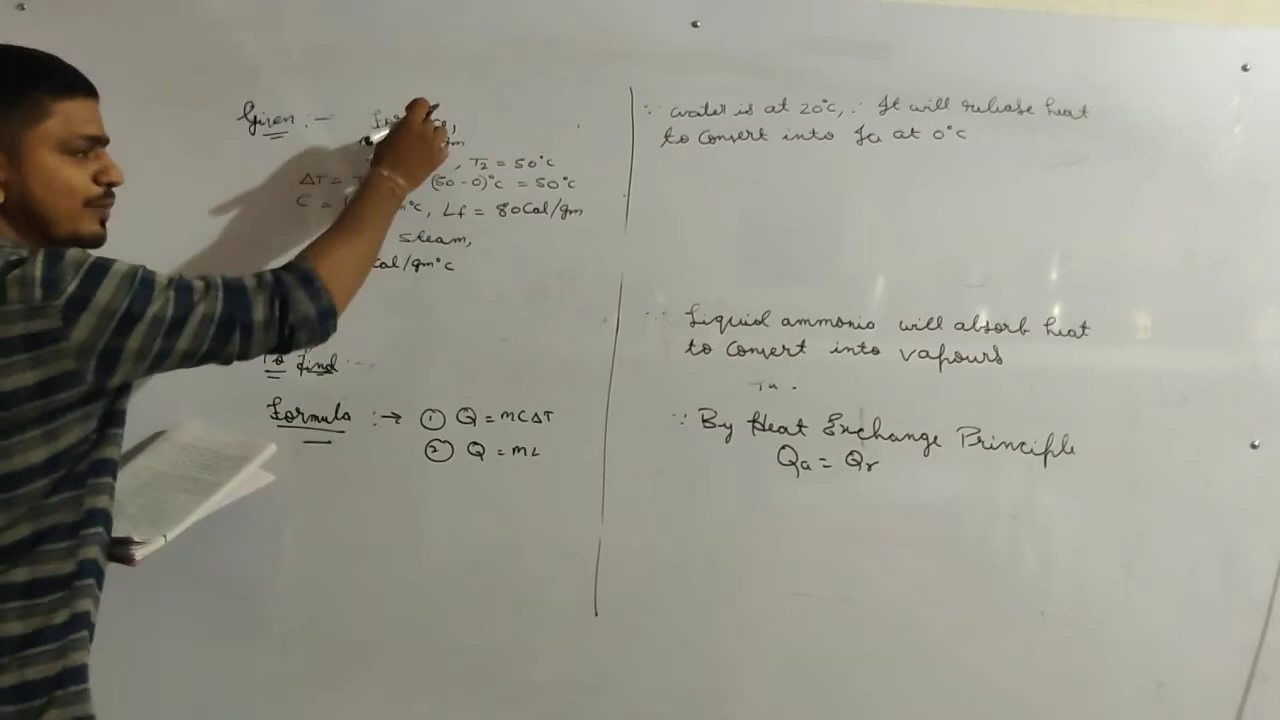 Given :-
, T₂ = 50°C
ΔT = (50-0)°C = 50°C
C = °C, Lf = 80Cal/gm
steam,
cal/gm°C
To find
Formula :→ ① Q = mCΔT
② Q = mL
∵ water is at 20°C, ∴ It will release heat
to convert into at 0°C
Liquid ammonia will absorb heat
to convert into vapours
∵ By Heat Exchange Principle
Qa = Qr